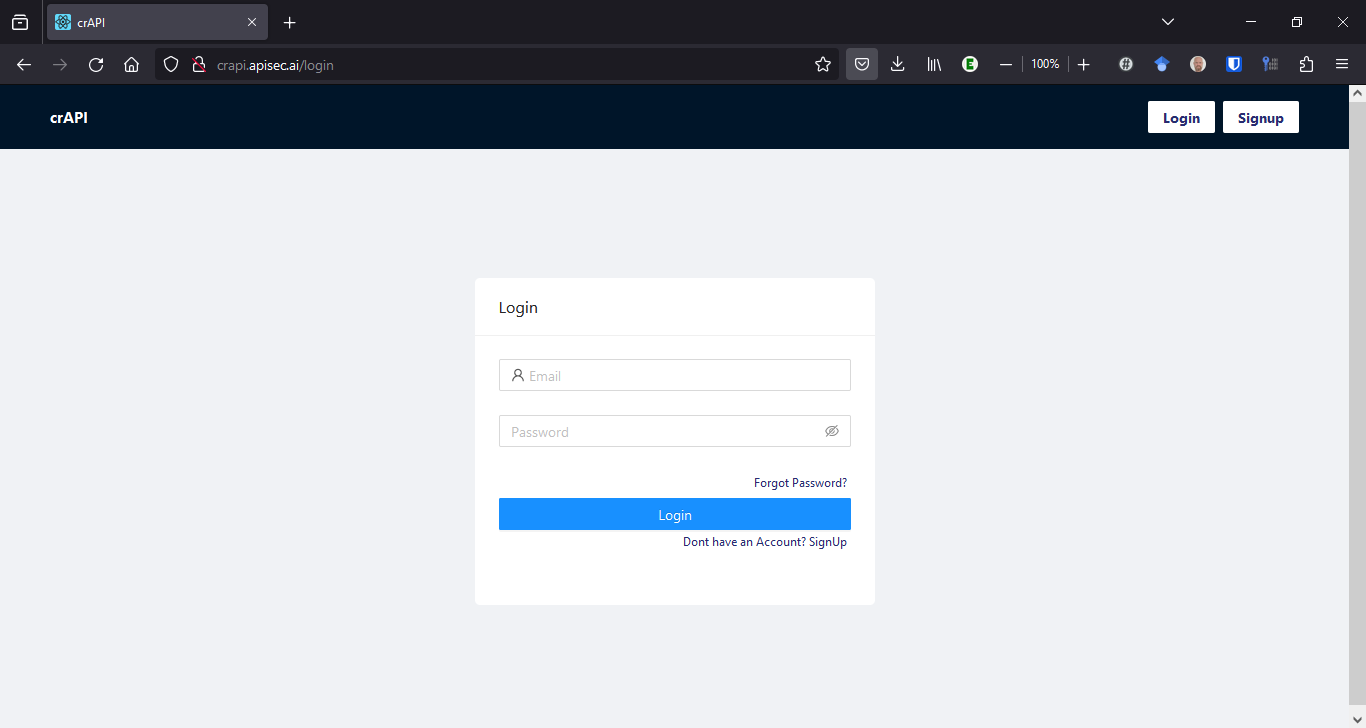 crAPI
crapi.apisec.ai/login
100%
crAPI
Login
Signup
Login
Email
Password
Forgot Password?
Login
Dont have an Account? SignUp